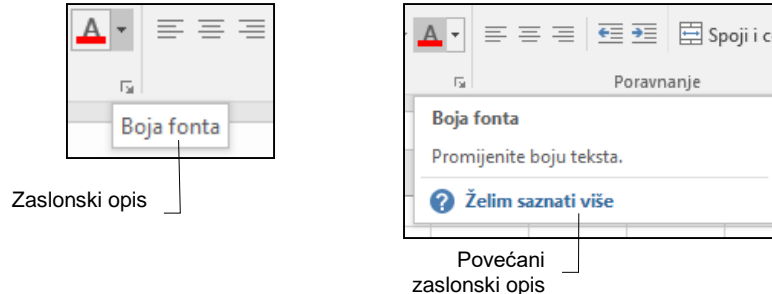 A
Boja fonta
Zaslonski opis
A
Spoji i c
Poravnanje
Boja fonta
Promijenite boju teksta.
? Želim saznati više
Povećani
zaslonski opis